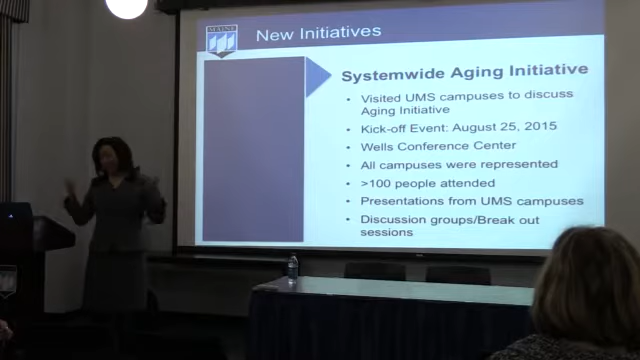 MAINE
New Initiatives
Systemwide Aging Initiative
• Visited UMS campuses to discuss
Aging Initiative
• Kick-off Event: August 25, 2015
• Wells Conference Center
• All campuses were represented
• >100 people attended
• Presentations from UMS campuses
• Discussion groups/Break out
sessions